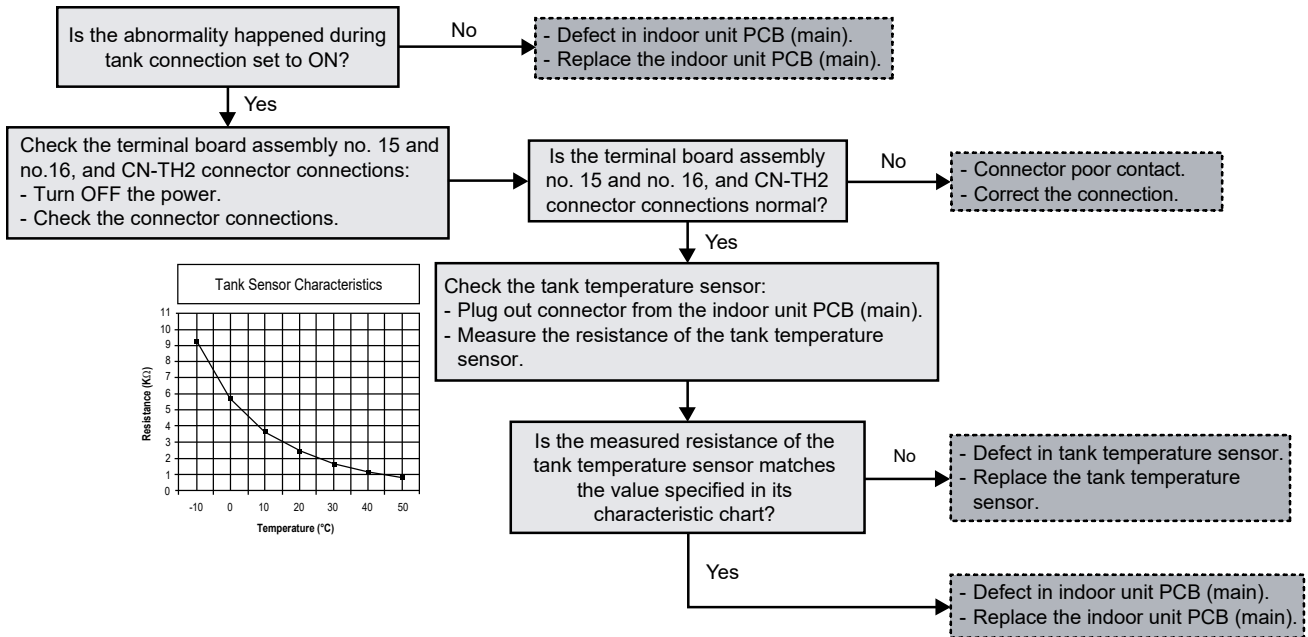 Is the abnormality happened during
tank connection set to ON?
No
- Defect in indoor unit PCB (main).
- Replace the indoor unit PCB (main).
Yes
Check the terminal board assembly no. 15 and
no.16, and CN-TH2 connector connections:
- Turn OFF the power.
- Check the connector connections.
Is the terminal board assembly
no. 15 and no. 16, and CN-TH2
connector connections normal?
No
- Connector poor contact.
- Correct the connection.
Yes
Check the tank temperature sensor:
- Plug out connector from the indoor unit PCB (main).
- Measure the resistance of the tank temperature
sensor.
Tank Sensor Characteristics
11
10
9
8
7
6
5
4
3
2
1
0
Resistance (KΩ)
-10 0 10 20 30 40 50
Temperature (°C)
Is the measured resistance of the
tank temperature sensor matches
the value specified in its
characteristic chart?
No
- Defect in tank temperature sensor.
- Replace the tank temperature
sensor.
Yes
- Defect in indoor unit PCB (main).
- Replace the indoor unit PCB (main).